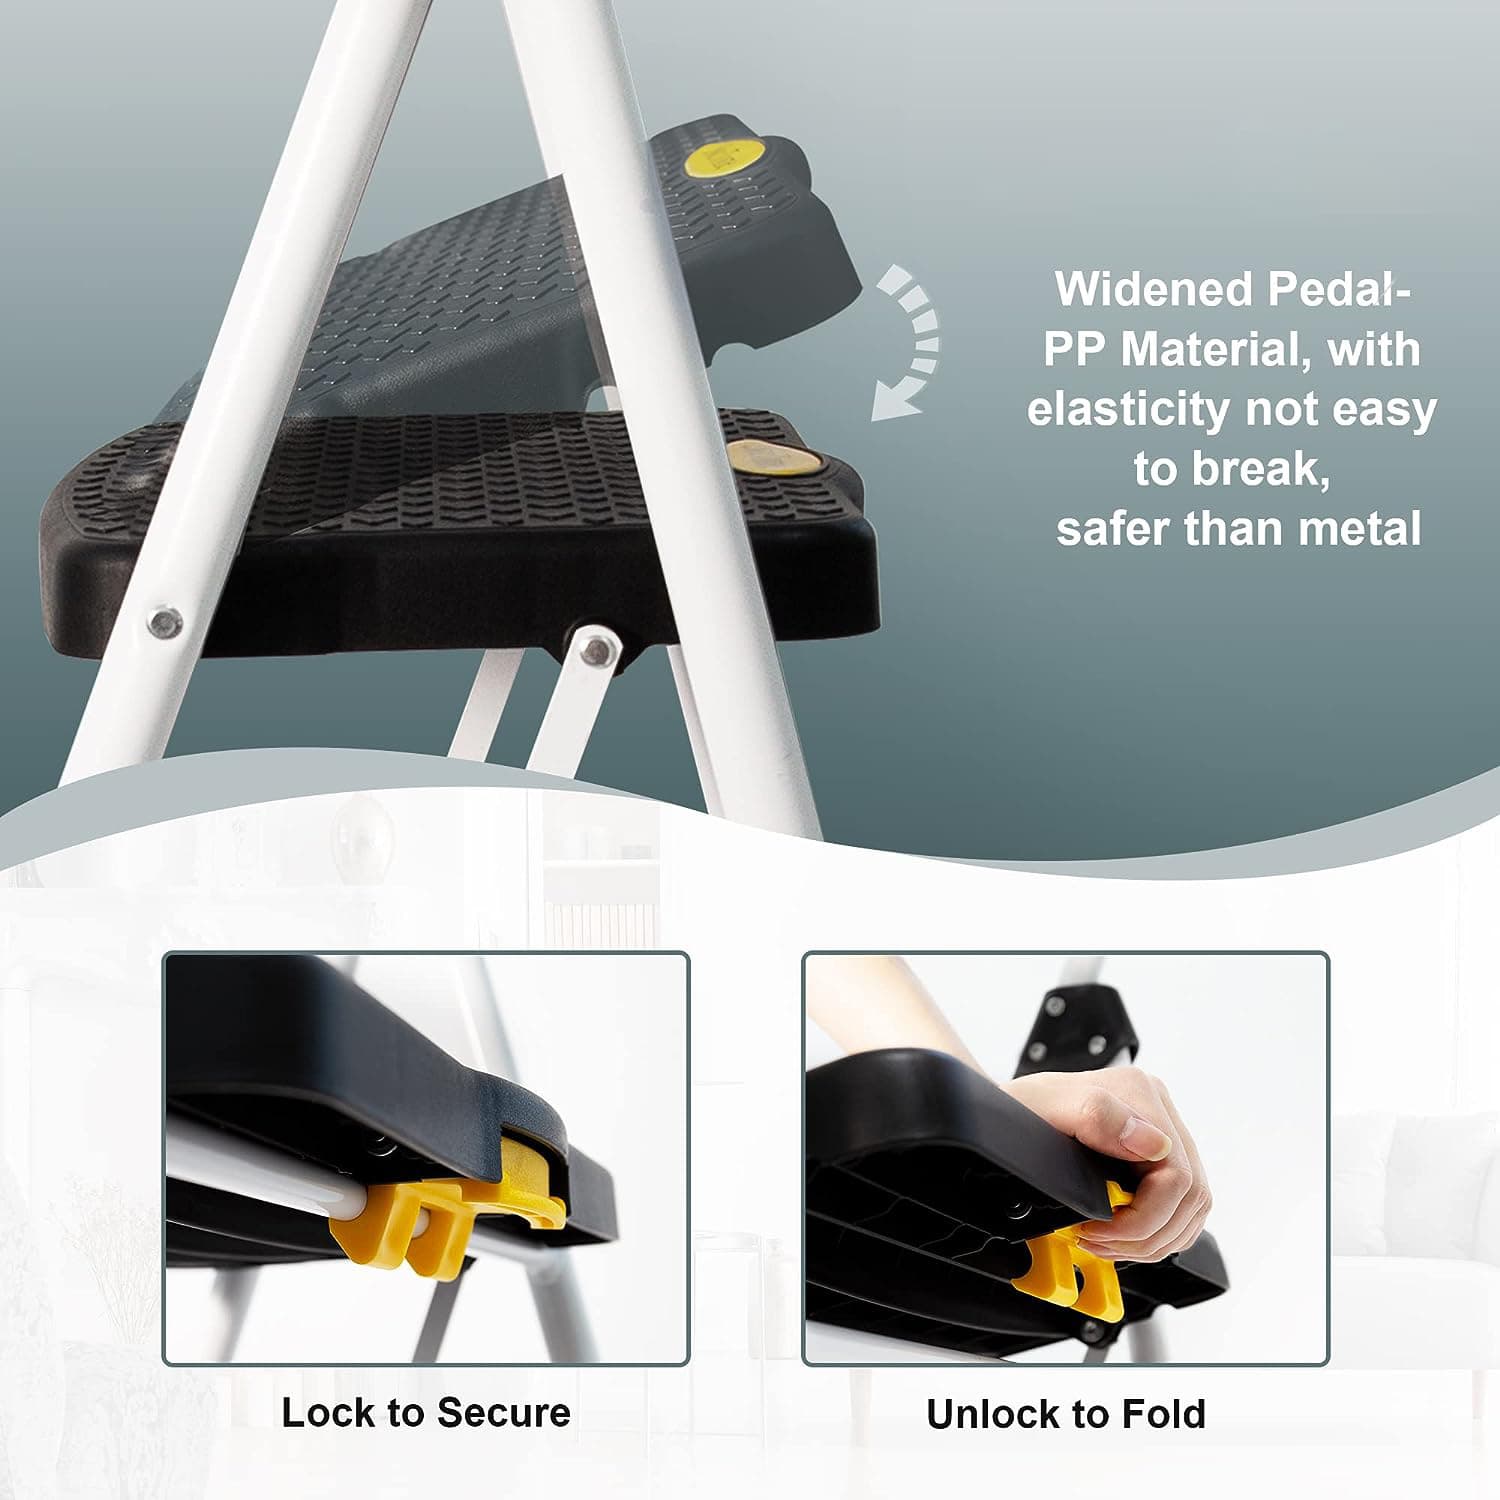 Widened Pedal-
PP Material, with
elasticity not easy
to break,
safer than metal
Lock to Secure
Unlock to Fold